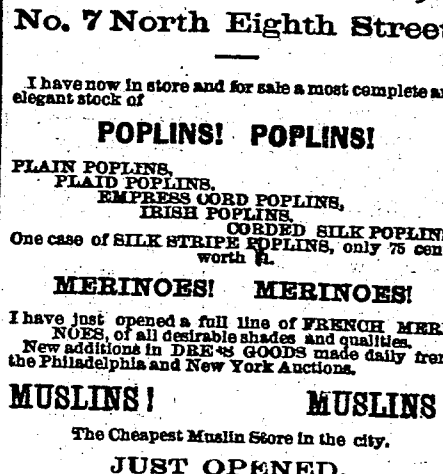 No. 7 North Eighth Street
I have now in store and for sale a most complete a
elegant stock of
POPLINS! POPLINS!
PLAIN POPLINS,
PLAID POPLINS,
EMPRESS CORD POPLINS,
IRISH POPLINS,
CORDED SILK POPLIN
One case of SILK STRIPE POPLINS, only 75 cen
worth $1.
MERINOES! MERINOES!
I have just opened a full line of FRENCH MER
NOES, of all desirable shades and qualities.
New additions in DRESS GOODS made daily from
the Philadelphia and New York Auctions.
MUSLINS! MUSLINS
The Cheapest Muslin Store in the city.
JUST OPENED.